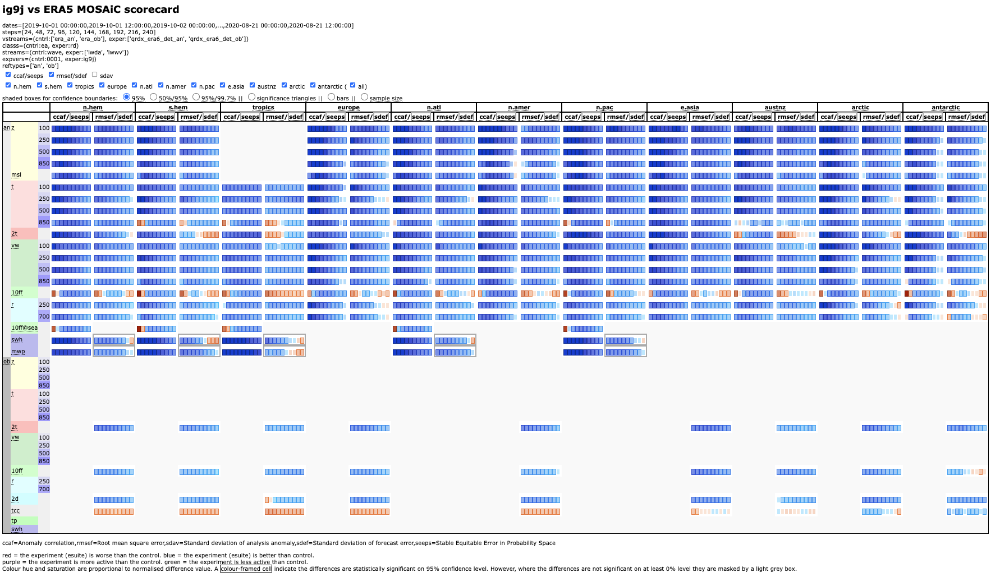 ig9j vs ERA5 MOSAiC scorecard
dates=[2019-10-01 00:00:00,2019-10-01 12:00:00,2019-10-02 00:00:00,...,2020-08-21 00:00:00,2020-08-21 12:00:00]
steps=[24, 48, 72, 96, 120, 144, 168, 192, 216, 240]
vstreams=(cntrl:['era_an', 'era_ob'], exper:['qrdx_era6_det_an', 'qrdx_era6_det_ob'])
classs=(cntrl:ea, exper:rd)
streams=(cntrl:wave, exper:['lwda', 'lwwv'])
expvers=(cntrl:0001, exper:ig9j)
reftypes=['an', 'ob']
ccaf/seeps rmsef/sdef sdav
n.hem s.hem tropics europe n.atl n.amer n.pac e.asia austnz arctic antarctic ( all)
shaded boxes for confidence boundaries: 95% 50%/95% 95%/99.7% || significance triangles || bars || sample size
n.hem s.hem tropics europe n.atl n.amer n.pac e.asia austnz arctic antarctic
ccaf/seeps rmsef/sdef ccaf/seeps rmsef/sdef ccaf/seeps rmsef/sdef ccaf/seeps rmsef/sdef ccaf/seeps rmsef/sdef ccaf/seeps rmsef/sdef ccaf/seeps rmsef/sdef ccaf/seeps rmsef/sdef ccaf/seeps rmsef/sdef ccaf/seeps rmsef/sdef ccaf/seeps rmsef/sdef
an z 100
250
500
850
msl
t 100
250
500
850
2t
vw 100
250
500
850
10ff
r 250
700
10ff@sea
swh
mwp
ob z 100
250
500
850
t 100
250
500
850
2t
vw 100
250
500
850
10ff
r 250
700
2d
tcc
tp
swh
ccaf=Anomaly correlation,rmsef=Root mean square error,sdav=Standard deviation of analysis anomaly,sdef=Standard deviation of forecast error,seeps=Stable Equitable Error in Probability Space
red = the experiment (esuite) is worse than the control. blue = the experiment (esuite) is better than control.
purple = the experiment is more active than the control. green = the experiment is less active than control.
Colour hue and saturation are proportional to normalised difference value. A colour-framed cell indicate the differences are statistically significant on 95% confidence level. However, where the differences are not significant on at least 0% level they are masked by a light grey box.